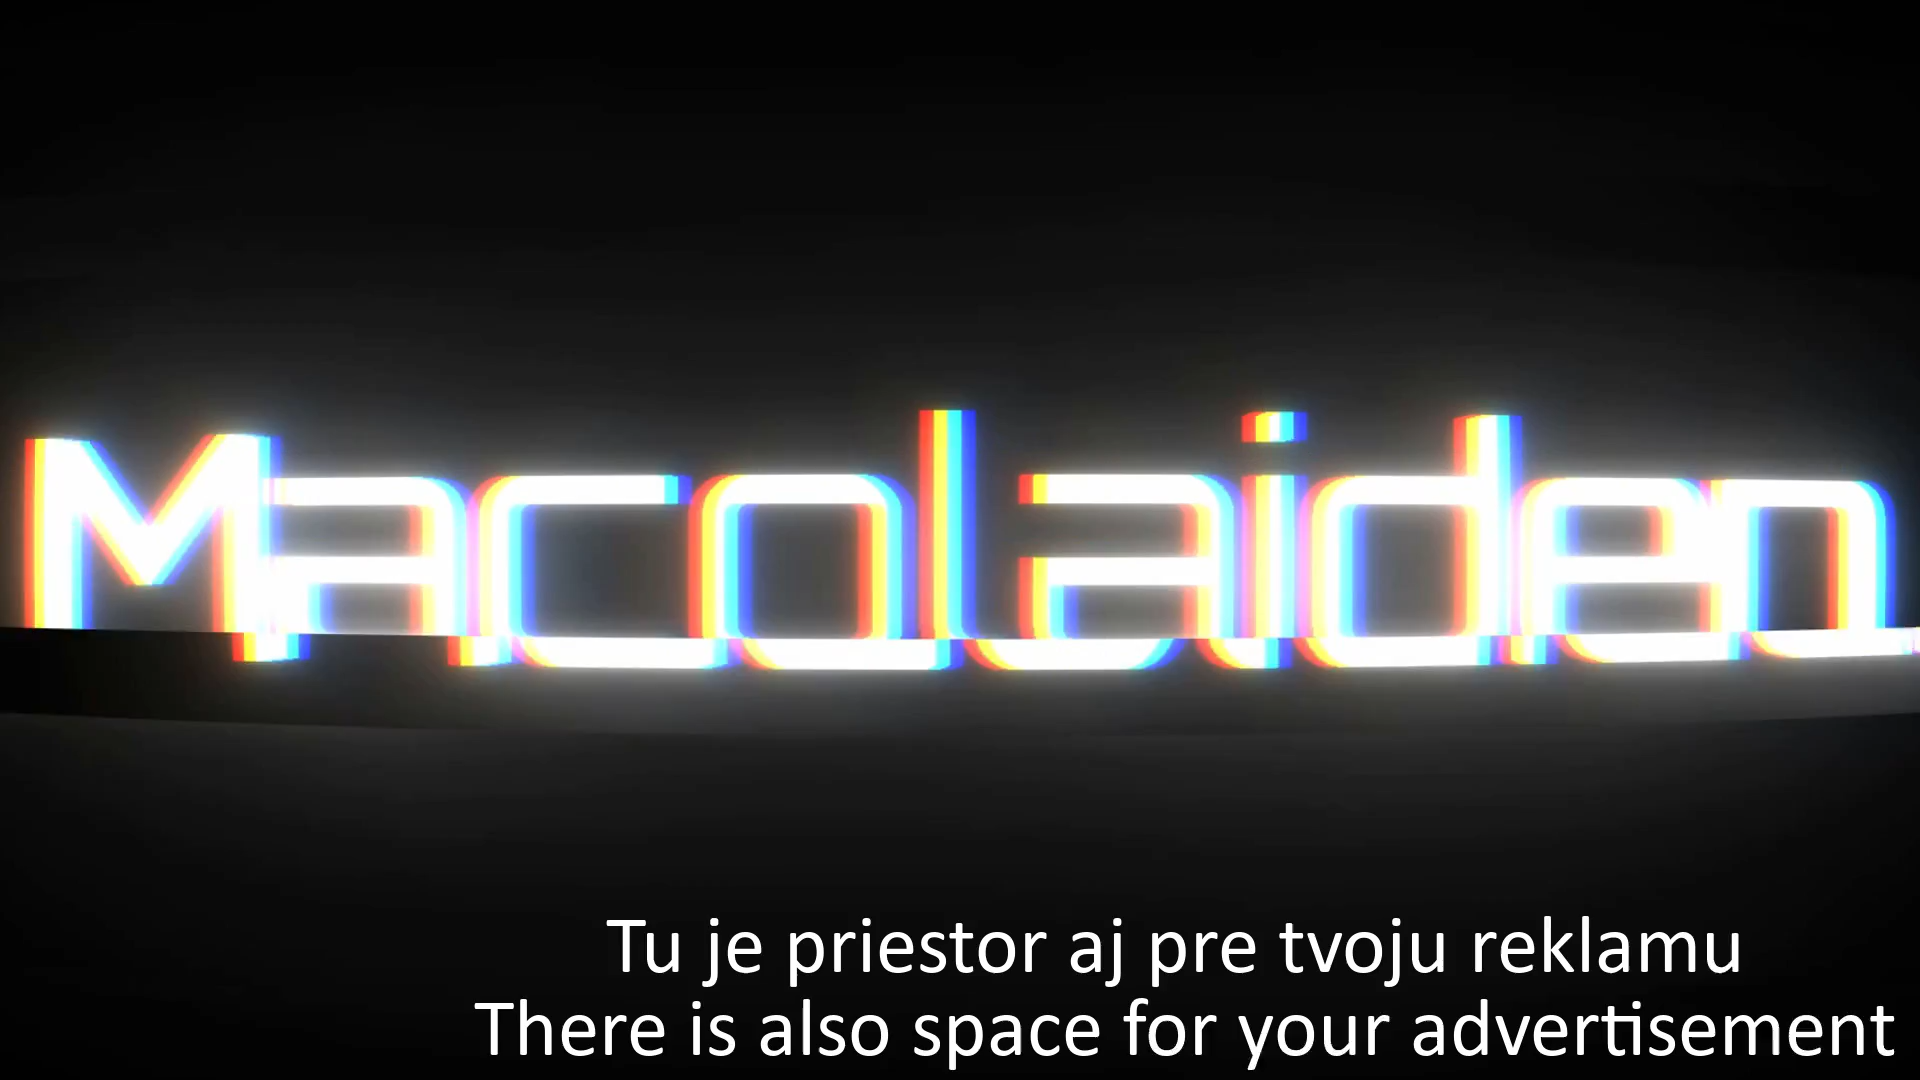 Macolaiden
Tu je priestor aj pre tvoju reklamu
There is also space for your advertisement